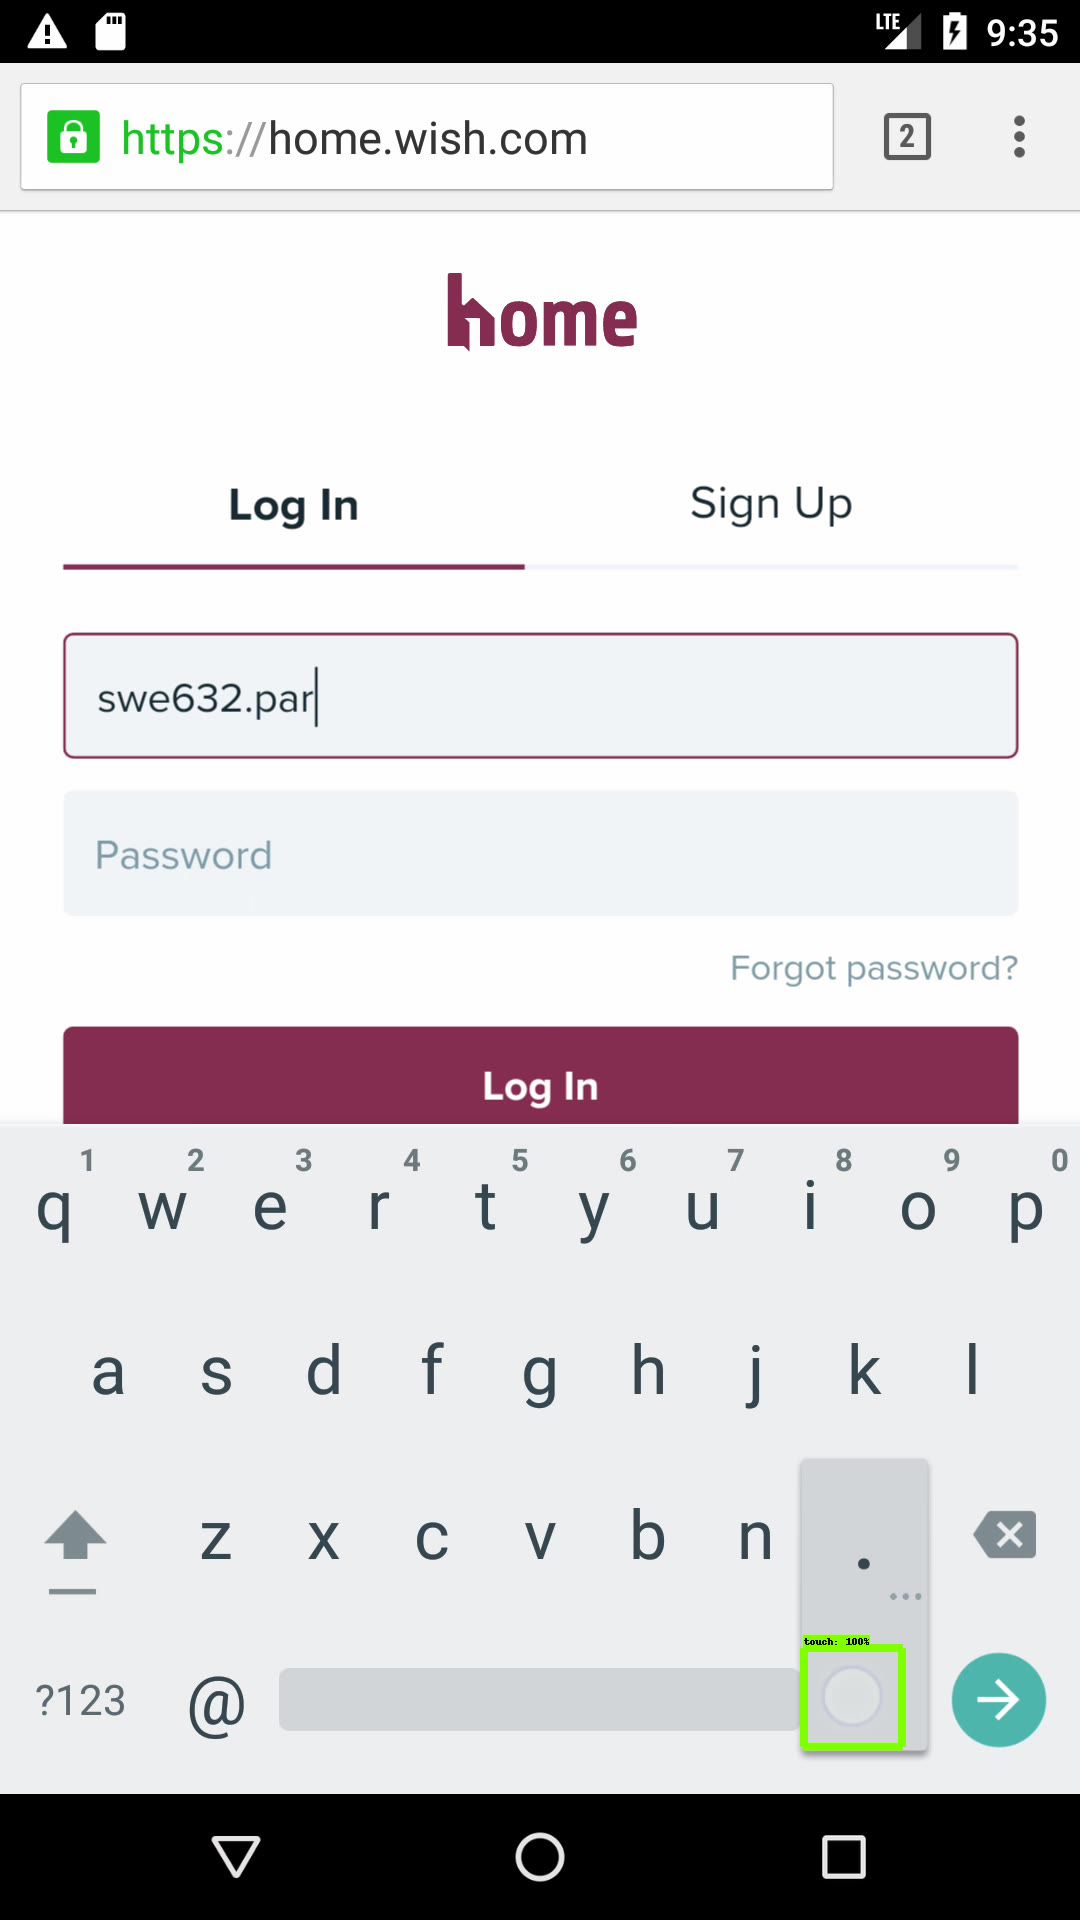 LTE 9:35
https://home.wish.com 2
home
Log In Sign Up
swe632.par
Password
Forgot password?
Log In
1 2 3 4 5 6 7 8 9 0
q w e r t y u i o p
a s d f g h j k l
z x c v b n .
touch: 100%
?123 @